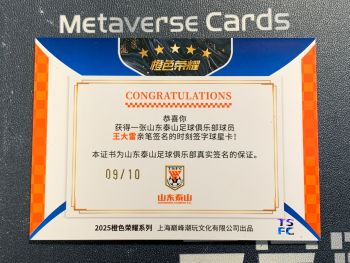 Metaverse Cards
橙色荣耀
CONGRATULATIONS
恭喜你
获得一张山东泰山足球俱乐部球员
王大雷亲笔签名的时刻签字球星卡！
本证书为山东泰山足球俱乐部真实签名的保证。
09/10
TSFC
山东泰山
TS
FC
2025橙色荣耀系列 上海巅峰潮玩文化有限公司出品